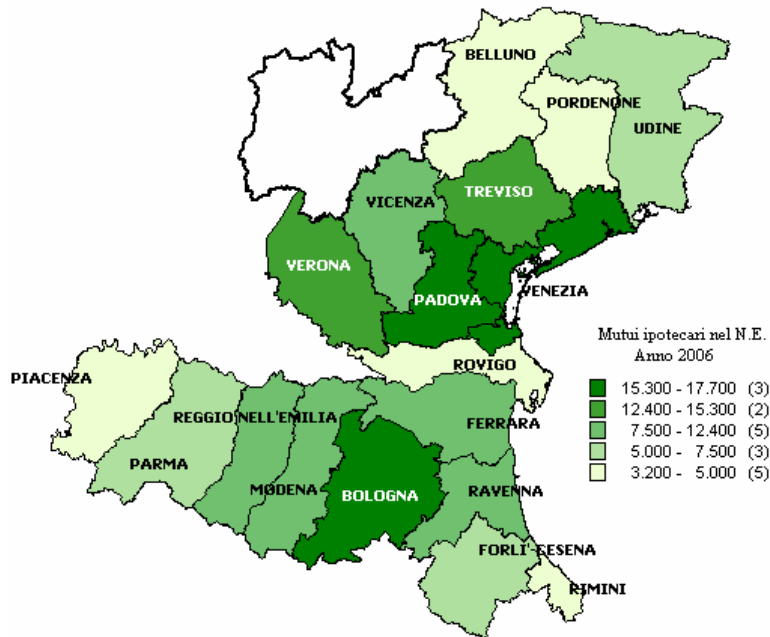 BELLUNO
PORDENONE
UDINE
TREVISO
VICENZA
VERONA
PADOVA
VENEZIA
Mutui ipotecari nel N.E.
Anno 2006
15.300 - 17.700 (3)
12.400 - 15.300 (2)
7.500 - 12.400 (5)
5.000 - 7.500 (3)
3.200 - 5.000 (5)
ROVIGO
PIACENZA
REGGIO NELL'EMILIA
FERRARA
PARMA
MODENA
BOLOGNA
RAVENNA
FORLI'-CESENA
RIMINI